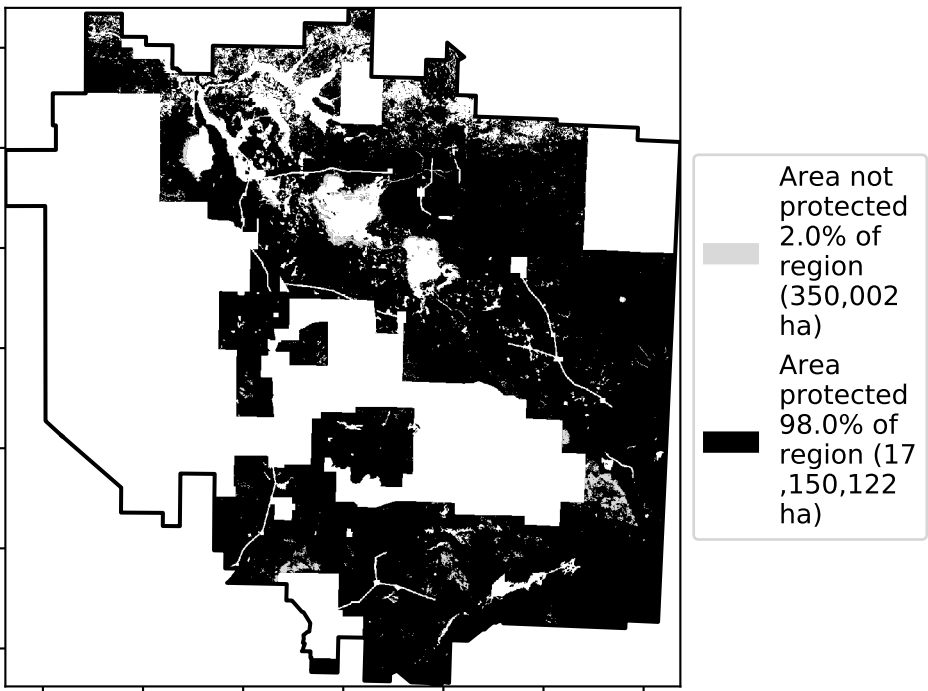 Area not
protected
2.0% of
region
(350,002
ha)
Area
protected
98.0% of
region (17
,150,122
ha)